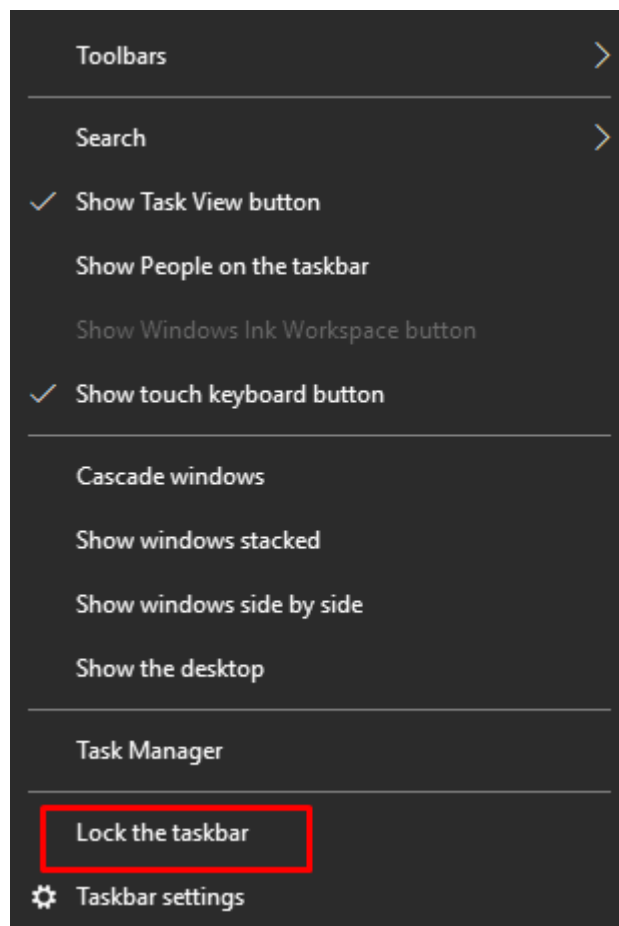 Toolbars
Search
Show Task View button
Show People on the taskbar
Show Windows Ink Workspace button
Show touch keyboard button
Cascade windows
Show windows stacked
Show windows side by side
Show the desktop
Task Manager
Lock the taskbar
Taskbar settings